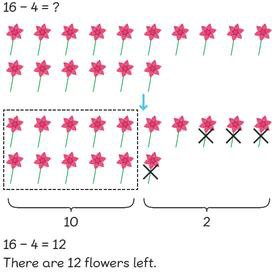 16 – 4 = ?
10 2
16 – 4 = 12
There are 12 flowers left.